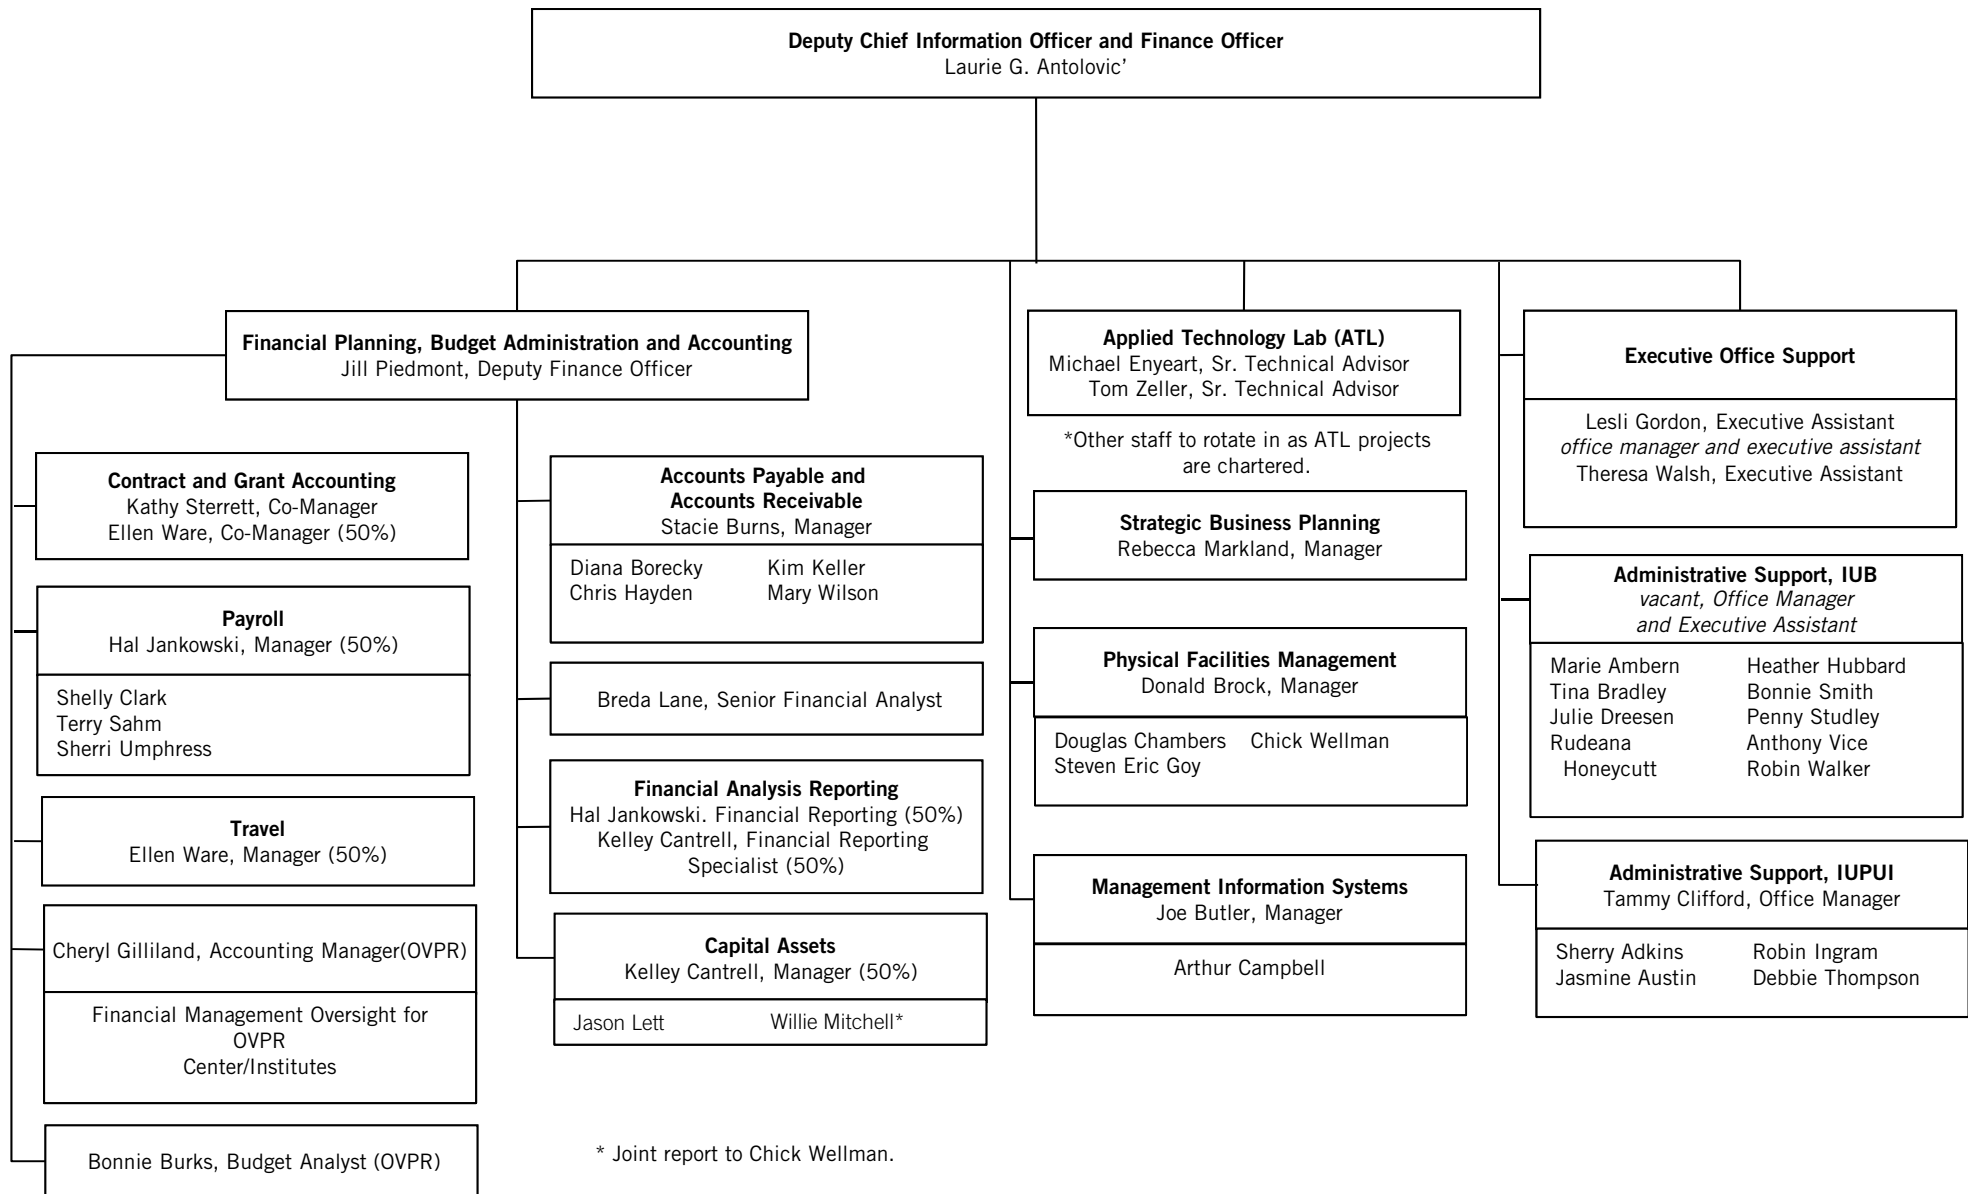 Deputy Chief Information Officer and Finance Officer
Laurie G. Antolovic’
Financial Planning, Budget Administration and Accounting
Jill Piedmont, Deputy Finance Officer
Contract and Grant Accounting
Kathy Sterrett, Co-Manager
Ellen Ware, Co-Manager (50%)
Payroll
Hal Jankowski, Manager (50%)
Shelly Clark
Terry Sahm
Sherri Umphress
Travel
Ellen Ware, Manager (50%)
Cheryl Gilliland, Accounting Manager(OVPR)
Financial Management Oversight for
OVPR
Center/Institutes
Bonnie Burks, Budget Analyst (OVPR)
Accounts Payable and
Accounts Receivable
Stacie Burns, Manager
Diana Borecky Kim Keller
Chris Hayden Mary Wilson
Breda Lane, Senior Financial Analyst
Financial Analysis Reporting
Hal Jankowski. Financial Reporting (50%)
Kelley Cantrell, Financial Reporting
Specialist (50%)
Capital Assets
Kelley Cantrell, Manager (50%)
Jason Lett Willie Mitchell*
* Joint report to Chick Wellman.
Applied Technology Lab (ATL)
Michael Enyeart, Sr. Technical Advisor
Tom Zeller, Sr. Technical Advisor
*Other staff to rotate in as ATL projects
are chartered.
Strategic Business Planning
Rebecca Markland, Manager
Physical Facilities Management
Donald Brock, Manager
Douglas Chambers Chick Wellman
Steven Eric Goy
Management Information Systems
Joe Butler, Manager
Arthur Campbell
Executive Office Support
Lesli Gordon, Executive Assistant
office manager and executive assistant
Theresa Walsh, Executive Assistant
Administrative Support, IUB
vacant, Office Manager
and Executive Assistant
Marie Ambern Heather Hubbard
Tina Bradley Bonnie Smith
Julie Dreesen Penny Studley
Rudeana Anthony Vice
Honeycutt Robin Walker
Administrative Support, IUPUI
Tammy Clifford, Office Manager
Sherry Adkins Robin Ingram
Jasmine Austin Debbie Thompson